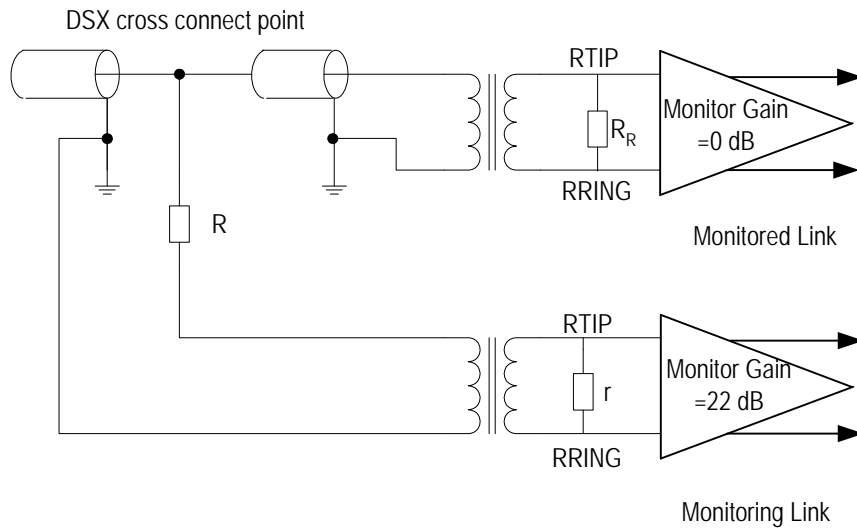 DSX cross connect point
RTIP
Monitor Gain
=0 dB
R_R
RRING
Monitored Link
R
RTIP
Monitor Gain
=22 dB
r
RRING
Monitoring Link